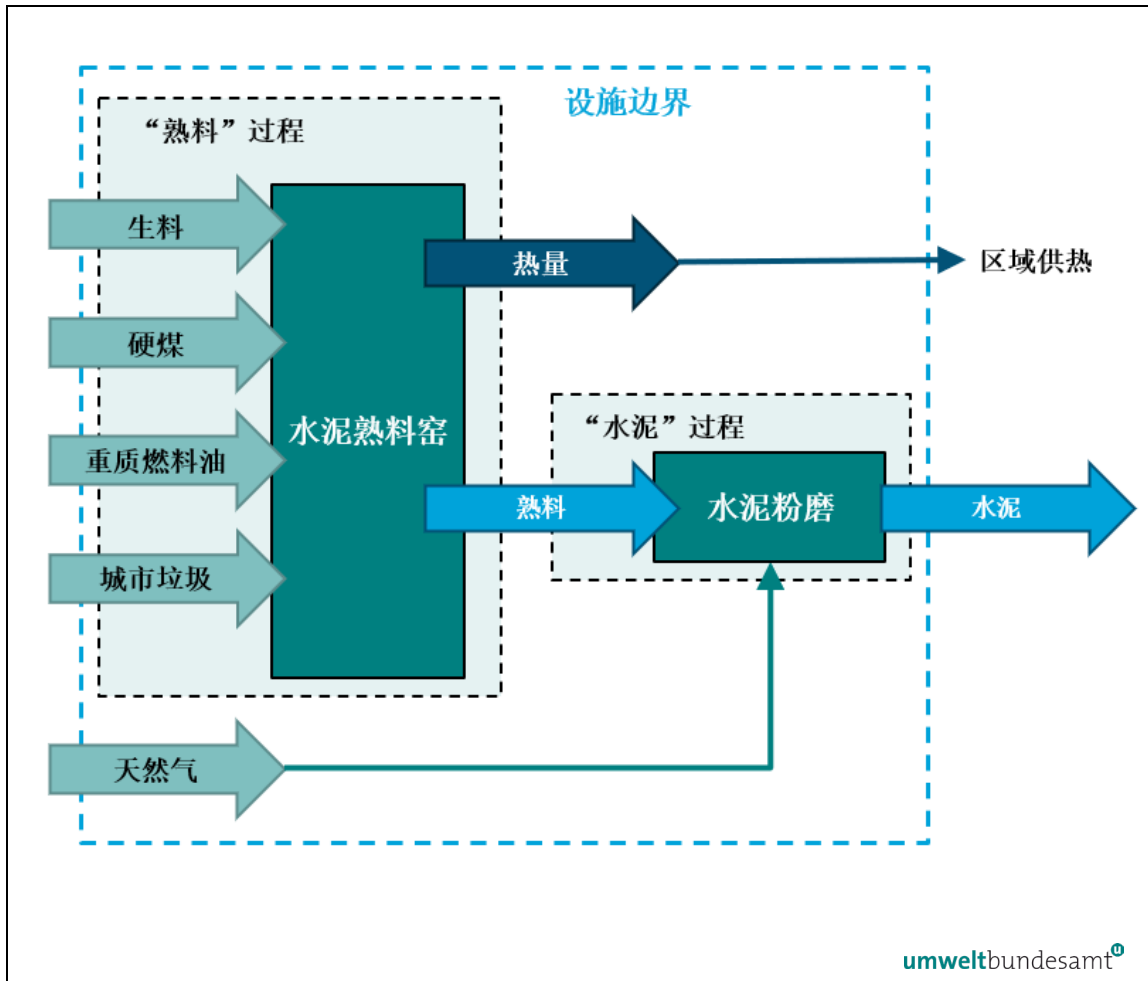 设施边界
“熟料”过程
生料
热量
区域供热
硬煤
水泥熟料窑
“水泥”过程
重质燃料油
熟料
水泥粉磨
水泥
城市垃圾
天然气
umweltbundesamt
u